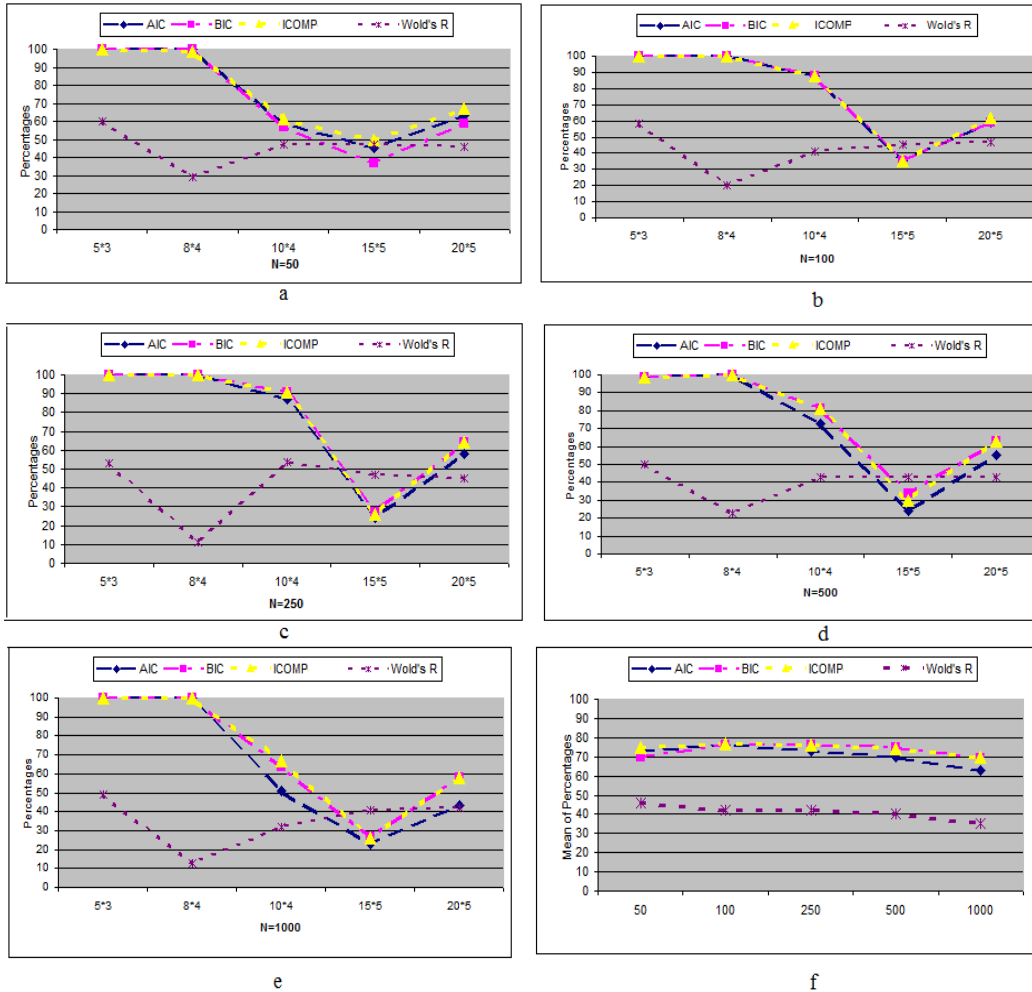 AIC BIC ICOMP Wold's R
Percentages
100
90
80
70
60
50
40
30
20
10
0
5*3 8*4 10*4 15*5 20*5
N=50
a
AIC BIC ICOMP Wold's R
Percentages
100
90
80
70
60
50
40
30
20
10
0
5*3 8*4 10*4 15*5 20*5
N=100
b
AIC BIC ICOMP Wold's R
Percentages
100
90
80
70
60
50
40
30
20
10
0
5*3 8*4 10*4 15*5 20*5
N=250
c
AIC BIC ICOMP Wold's R
Percentages
100
90
80
70
60
50
40
30
20
10
0
5*3 8*4 10*4 15*5 20*5
N=500
d
AIC BIC ICOMP Wold's R
Percentages
100
90
80
70
60
50
40
30
20
10
0
5*3 8*4 10*4 15*5 20*5
N=1000
e
AIC BIC ICOMP Wold's R
Mean of Percentages
100
90
80
70
60
50
40
30
20
10
0
50 100 250 500 1000
f